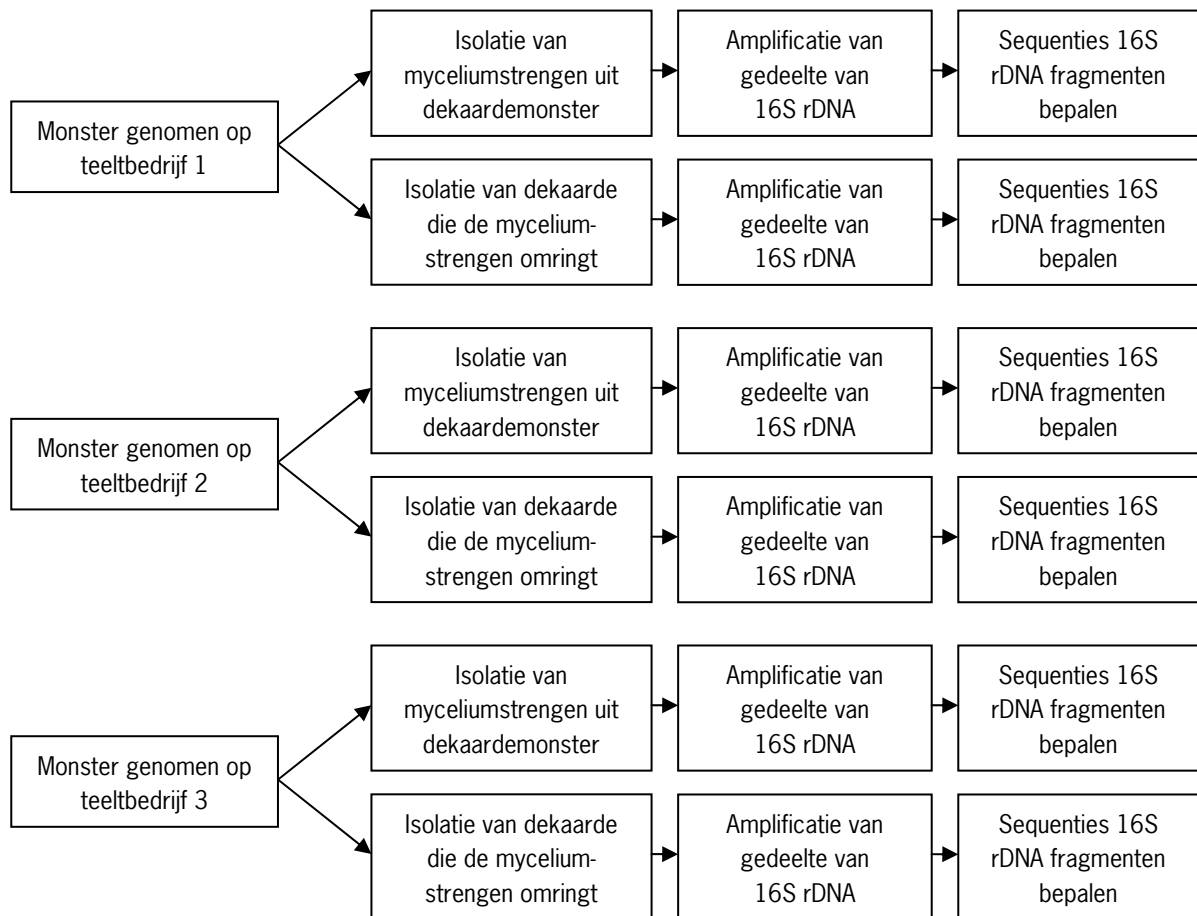 Monster genomen op
teeltbedrijf 1
Isolatie van
myceliumstrengen uit
dekaardemonster
Amplificatie van
gedeelte van
16S rDNA
Sequenties 16S
rDNA fragmenten
bepalen
Isolatie van dekaarde
die de mycelium-
strengen omringt
Amplificatie van
gedeelte van
16S rDNA
Sequenties 16S
rDNA fragmenten
bepalen
Monster genomen op
teeltbedrijf 2
Isolatie van
myceliumstrengen uit
dekaardemonster
Amplificatie van
gedeelte van
16S rDNA
Sequenties 16S
rDNA fragmenten
bepalen
Isolatie van dekaarde
die de mycelium-
strengen omringt
Amplificatie van
gedeelte van
16S rDNA
Sequenties 16S
rDNA fragmenten
bepalen
Monster genomen op
teeltbedrijf 3
Isolatie van
myceliumstrengen uit
dekaardemonster
Amplificatie van
gedeelte van
16S rDNA
Sequenties 16S
rDNA fragmenten
bepalen
Isolatie van dekaarde
die de mycelium-
strengen omringt
Amplificatie van
gedeelte van
16S rDNA
Sequenties 16S
rDNA fragmenten
bepalen